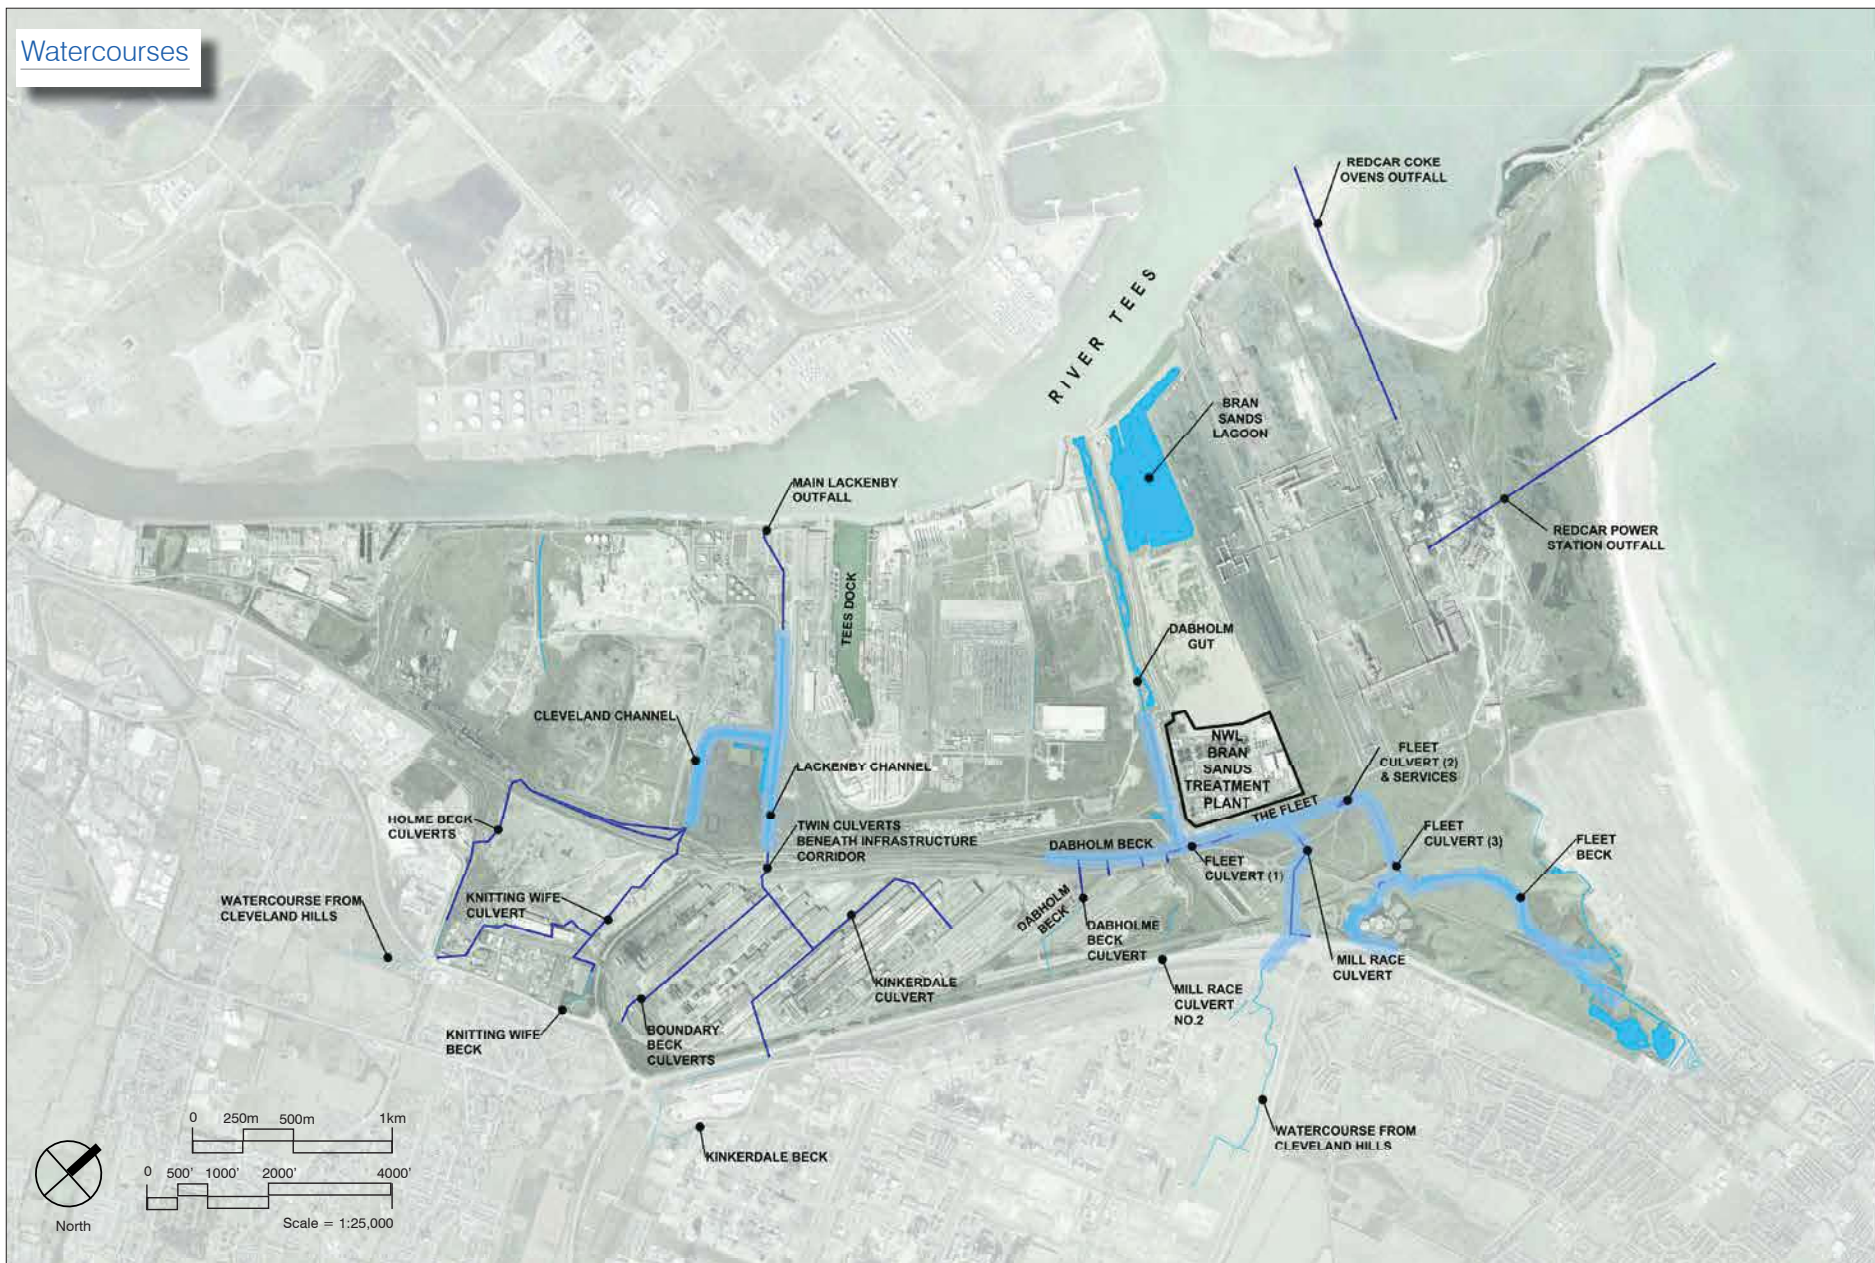 Watercourses
REDCAR COKE
OVENS OUTFALL
RIVER TEES
BRAN
SANDS
LAGOON
MAIN LACKENBY
OUTFALL
REDCAR POWER
STATION OUTFALL
TEES DOCK
DABHOLM
GUT
CLEVELAND CHANNEL
NWL
BRAN
SANDS
TREATMENT
PLANT
FLEET
CULVERT (2)
& SERVICES
LACKENBY CHANNEL
THE FLEET
HOLME BECK
CULVERTS
TWIN CULVERTS
BENEATH INFRASTRUCTURE
CORRIDOR
DABHOLM BECK
FLEET
CULVERT (1)
FLEET
CULVERT (3)
FLEET
BECK
WATERCOURSE FROM
CLEVELAND HILLS
KNITTING WIFE
CULVERT
DABHOLM
BECK
DABHOLME
BECK
CULVERT
MILL RACE
CULVERT
KINKERDALE
CULVERT
MILL RACE
CULVERT
NO.2
KNITTING WIFE
BECK
BOUNDARY
BECK
CULVERTS
WATERCOURSE FROM
CLEVELAND HILLS
KINKERDALE BECK
0 250m 500m 1km
0 500' 1000' 2000' 4000'
Scale = 1:25,000
North